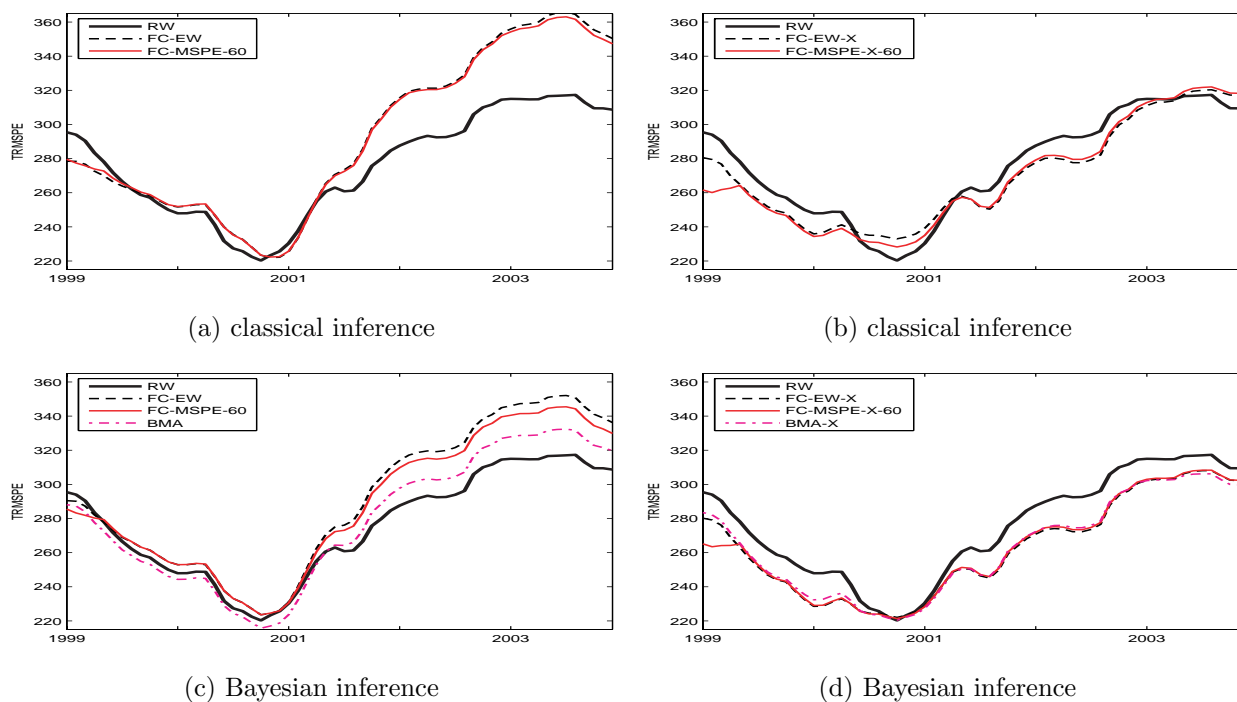 RW
FC-EW
FC-MSPE-60
360
340
320
300
280
260
240
220
TRMSPE
1999
2001
2003
(a) classical inference
RW
FC-EW-X
FC-MSPE-X-60
360
340
320
300
280
260
240
220
TRMSPE
1999
2001
2003
(b) classical inference
RW
FC-EW
FC-MSPE-60
BMA
360
340
320
300
280
260
240
220
TRMSPE
1999
2001
2003
(c) Bayesian inference
RW
FC-EW-X
FC-MSPE-X-60
BMA-X
360
340
320
300
280
260
240
220
TRMSPE
1999
2001
2003
(d) Bayesian inference